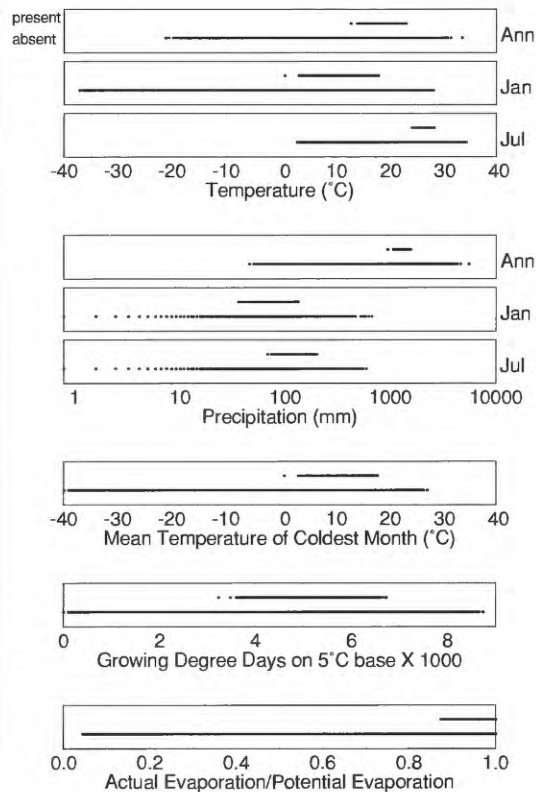 present
absent
Ann
Jan
Jul
-40 -30 -20 -10 0 10 20 30 40
Temperature (˚C)
Ann
Jan
Jul
1 10 100 1000 10000
Precipitation (mm)
-40 -30 -20 -10 0 10 20 30 40
Mean Temperature of Coldest Month (˚C)
0 2 4 6 8
Growing Degree Days on 5˚C base X 1000
0.0 0.2 0.4 0.6 0.8 1.0
Actual Evaporation/Potential Evaporation